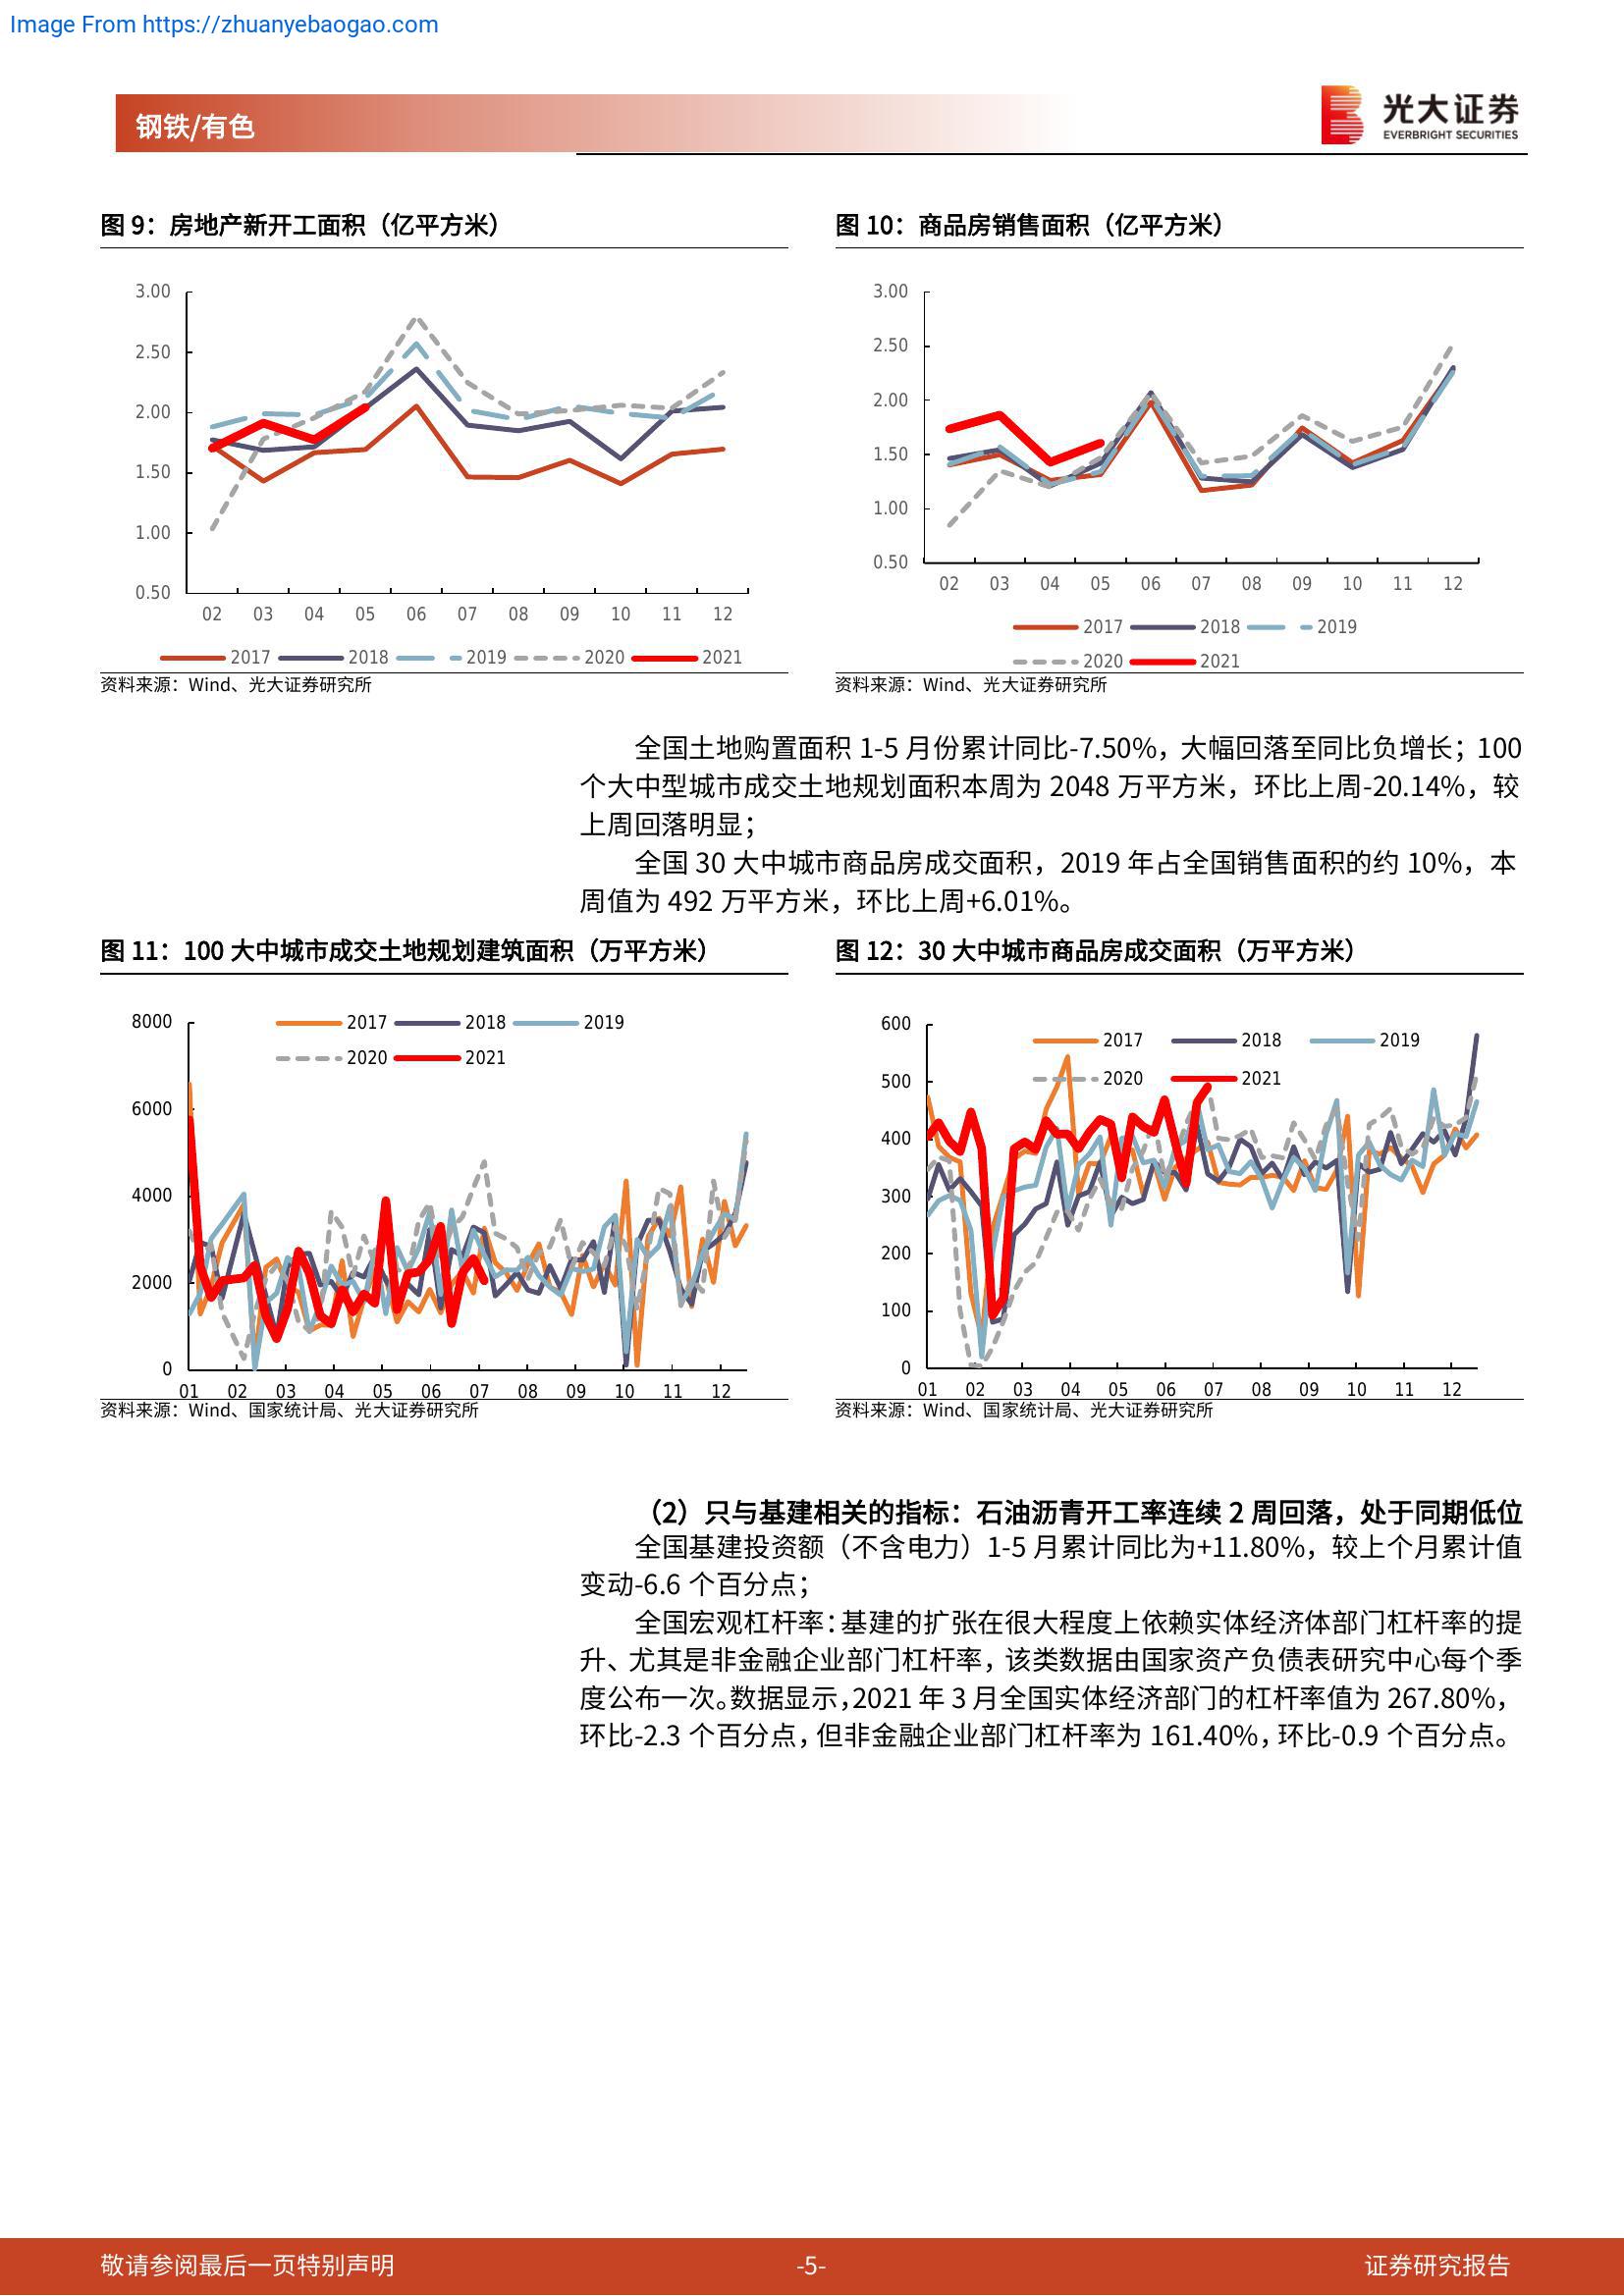 Image From https://zhuanyebaogao.com
钢铁/有色
光大证券
EVERBRIGHT SECURITIES
图 9：房地产新开工面积（亿平方米）
3.00
2.50
2.00
1.50
1.00
0.50
02 03 04 05 06 07 08 09 10 11 12
2017 2018 2019 2020 2021
资料来源：Wind、光大证券研究所
图 10：商品房销售面积（亿平方米）
3.00
2.50
2.00
1.50
1.00
0.50
02 03 04 05 06 07 08 09 10 11 12
2017 2018 2019
2020 2021
资料来源：Wind、光大证券研究所
全国土地购置面积 1-5 月份累计同比-7.50%，大幅回落至同比负增长；100
个大中型城市成交土地规划面积本周为 2048 万平方米，环比上周-20.14%，较
上周回落明显；
全国 30 大中城市商品房成交面积，2019 年占全国销售面积的约 10%，本
周值为 492 万平方米，环比上周+6.01%。
图 11：100 大中城市成交土地规划建筑面积（万平方米）
2017 2018 2019
2020 2021
8000
6000
4000
2000
0
01 02 03 04 05 06 07 08 09 10 11 12
资料来源：Wind、国家统计局、光大证券研究所
图 12：30 大中城市商品房成交面积（万平方米）
2017 2018 2019
2020 2021
600
500
400
300
200
100
0
01 02 03 04 05 06 07 08 09 10 11 12
资料来源：Wind、国家统计局、光大证券研究所
（2）只与基建相关的指标：石油沥青开工率连续 2 周回落，处于同期低位
全国基建投资额（不含电力）1-5 月累计同比为+11.80%，较上个月累计值
变动-6.6 个百分点；
全国宏观杠杆率：基建的扩张在很大程度上依赖实体经济体部门杠杆率的提
升、尤其是非金融企业部门杠杆率，该类数据由国家资产负债表研究中心每个季
度公布一次。数据显示，2021 年 3 月全国实体经济部门的杠杆率值为 267.80%，
环比-2.3 个百分点，但非金融企业部门杠杆率为 161.40%，环比-0.9 个百分点。
敬请参阅最后一页特别声明
-5-
证券研究报告